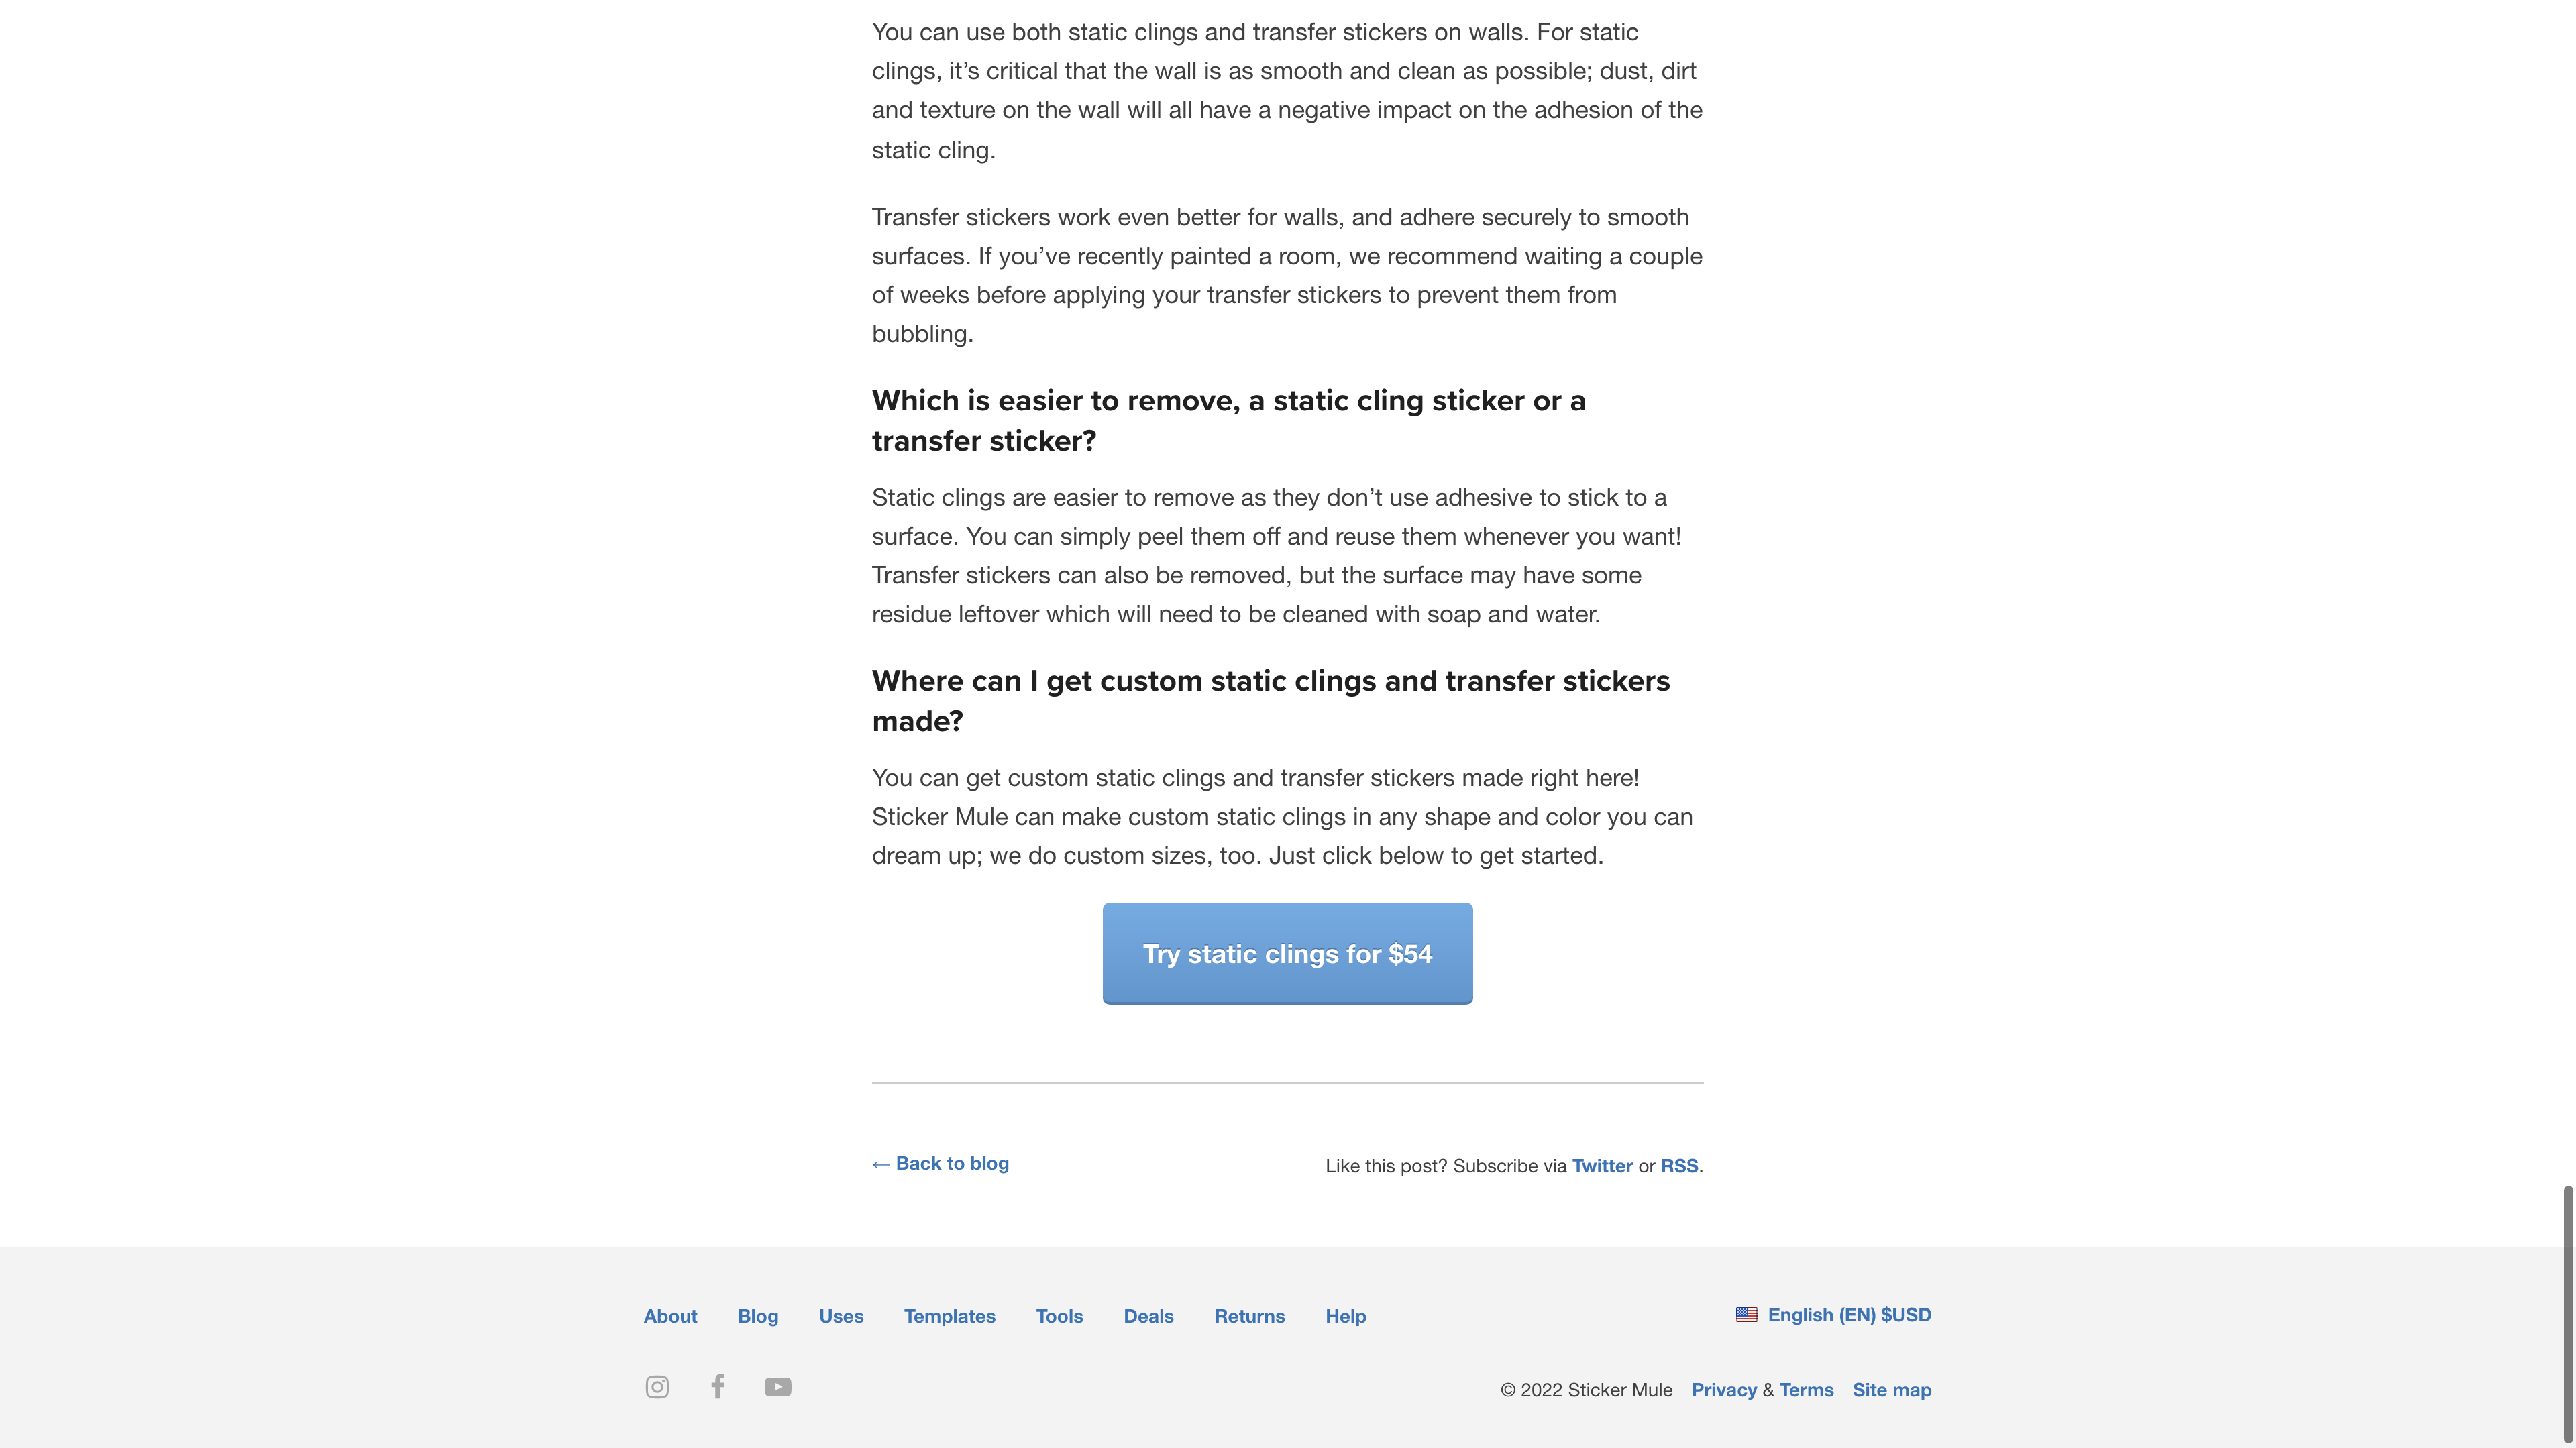 You can use both static clings and transfer stickers on walls. For static
clings, it’s critical that the wall is as smooth and clean as possible; dust, dirt
and texture on the wall will all have a negative impact on the adhesion of the
static cling.
Transfer stickers work even better for walls, and adhere securely to smooth
surfaces. If you’ve recently painted a room, we recommend waiting a couple
of weeks before applying your transfer stickers to prevent them from
bubbling.
Which is easier to remove, a static cling sticker or a
transfer sticker?
Static clings are easier to remove as they don’t use adhesive to stick to a
surface. You can simply peel them off and reuse them whenever you want!
Transfer stickers can also be removed, but the surface may have some
residue leftover which will need to be cleaned with soap and water.
Where can I get custom static clings and transfer stickers
made?
You can get custom static clings and transfer stickers made right here!
Sticker Mule can make custom static clings in any shape and color you can
dream up; we do custom sizes, too. Just click below to get started.
Try static clings for $54
← Back to blog
Like this post? Subscribe via Twitter or RSS.
About Blog Uses Templates Tools Deals Returns Help
English (EN) $USD
© 2022 Sticker Mule Privacy & Terms Site map